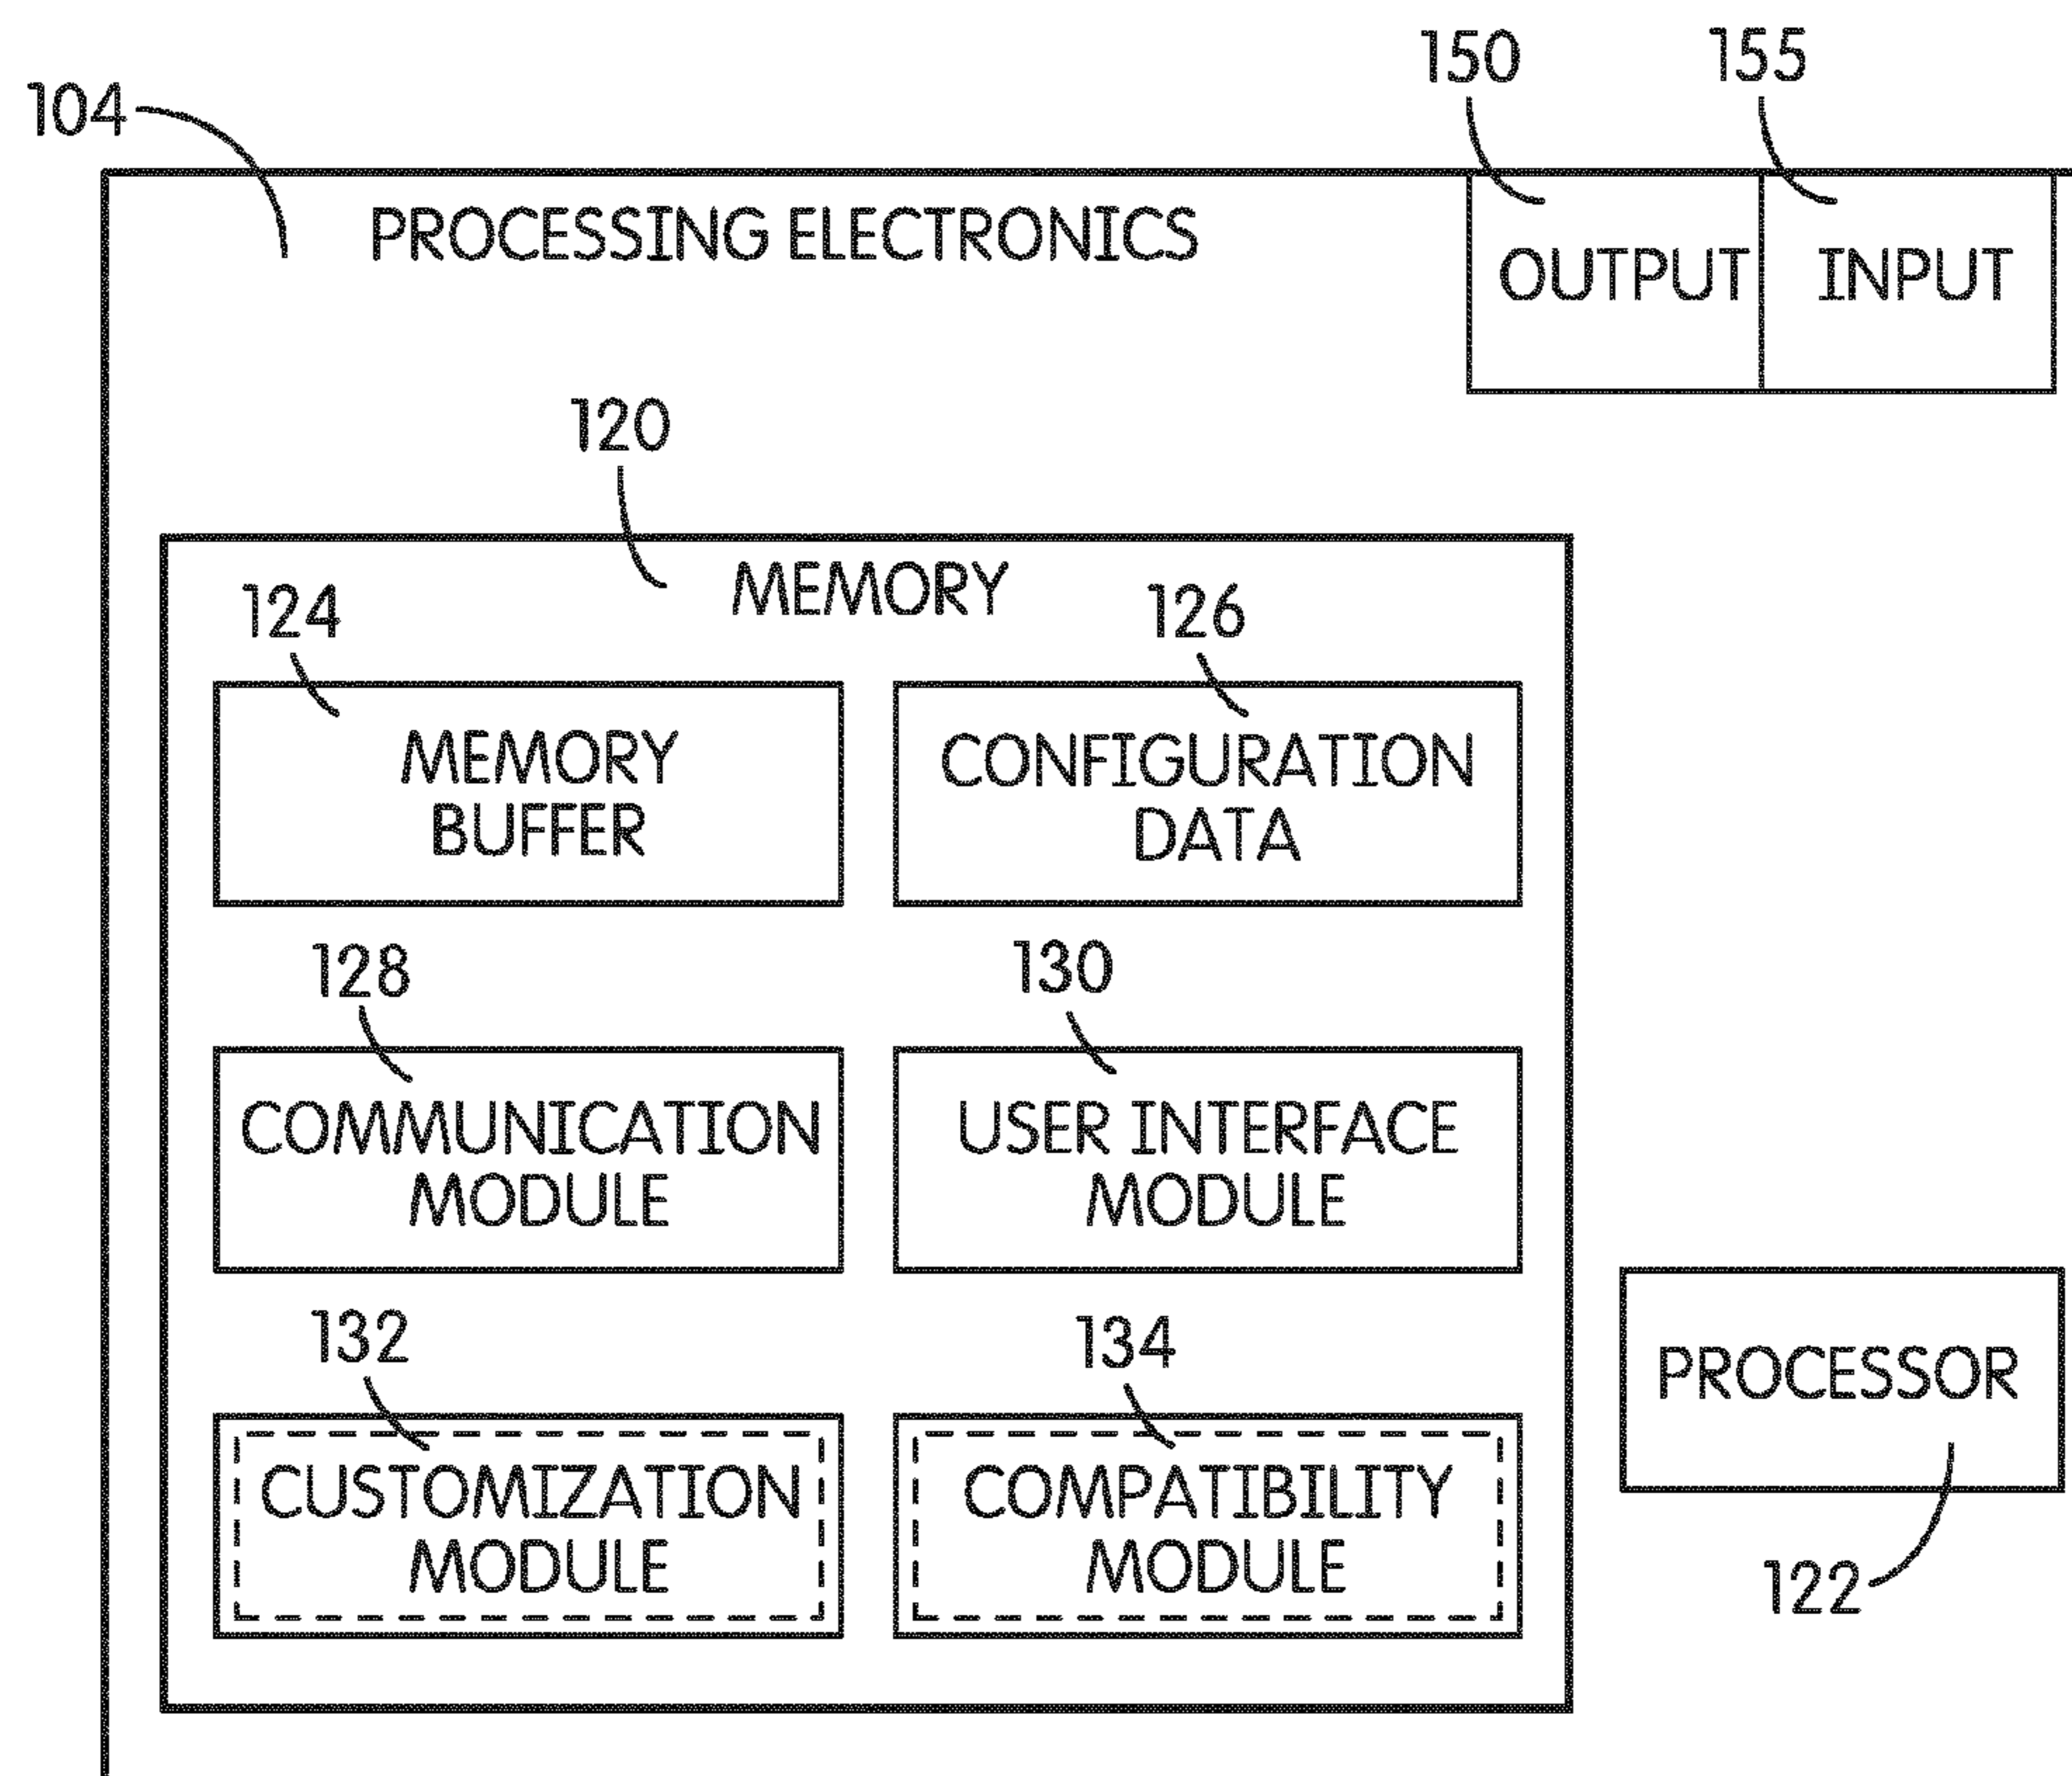 150
155
104
PROCESSING ELECTRONICS
OUTPUT
INPUT
120
MEMORY
124
126
MEMORY
BUFFER
CONFIGURATION
DATA
128
130
COMMUNICATION
MODULE
USER INTERFACE
MODULE
132
134
CUSTOMIZATION
MODULE
COMPATIBILITY
MODULE
PROCESSOR
122